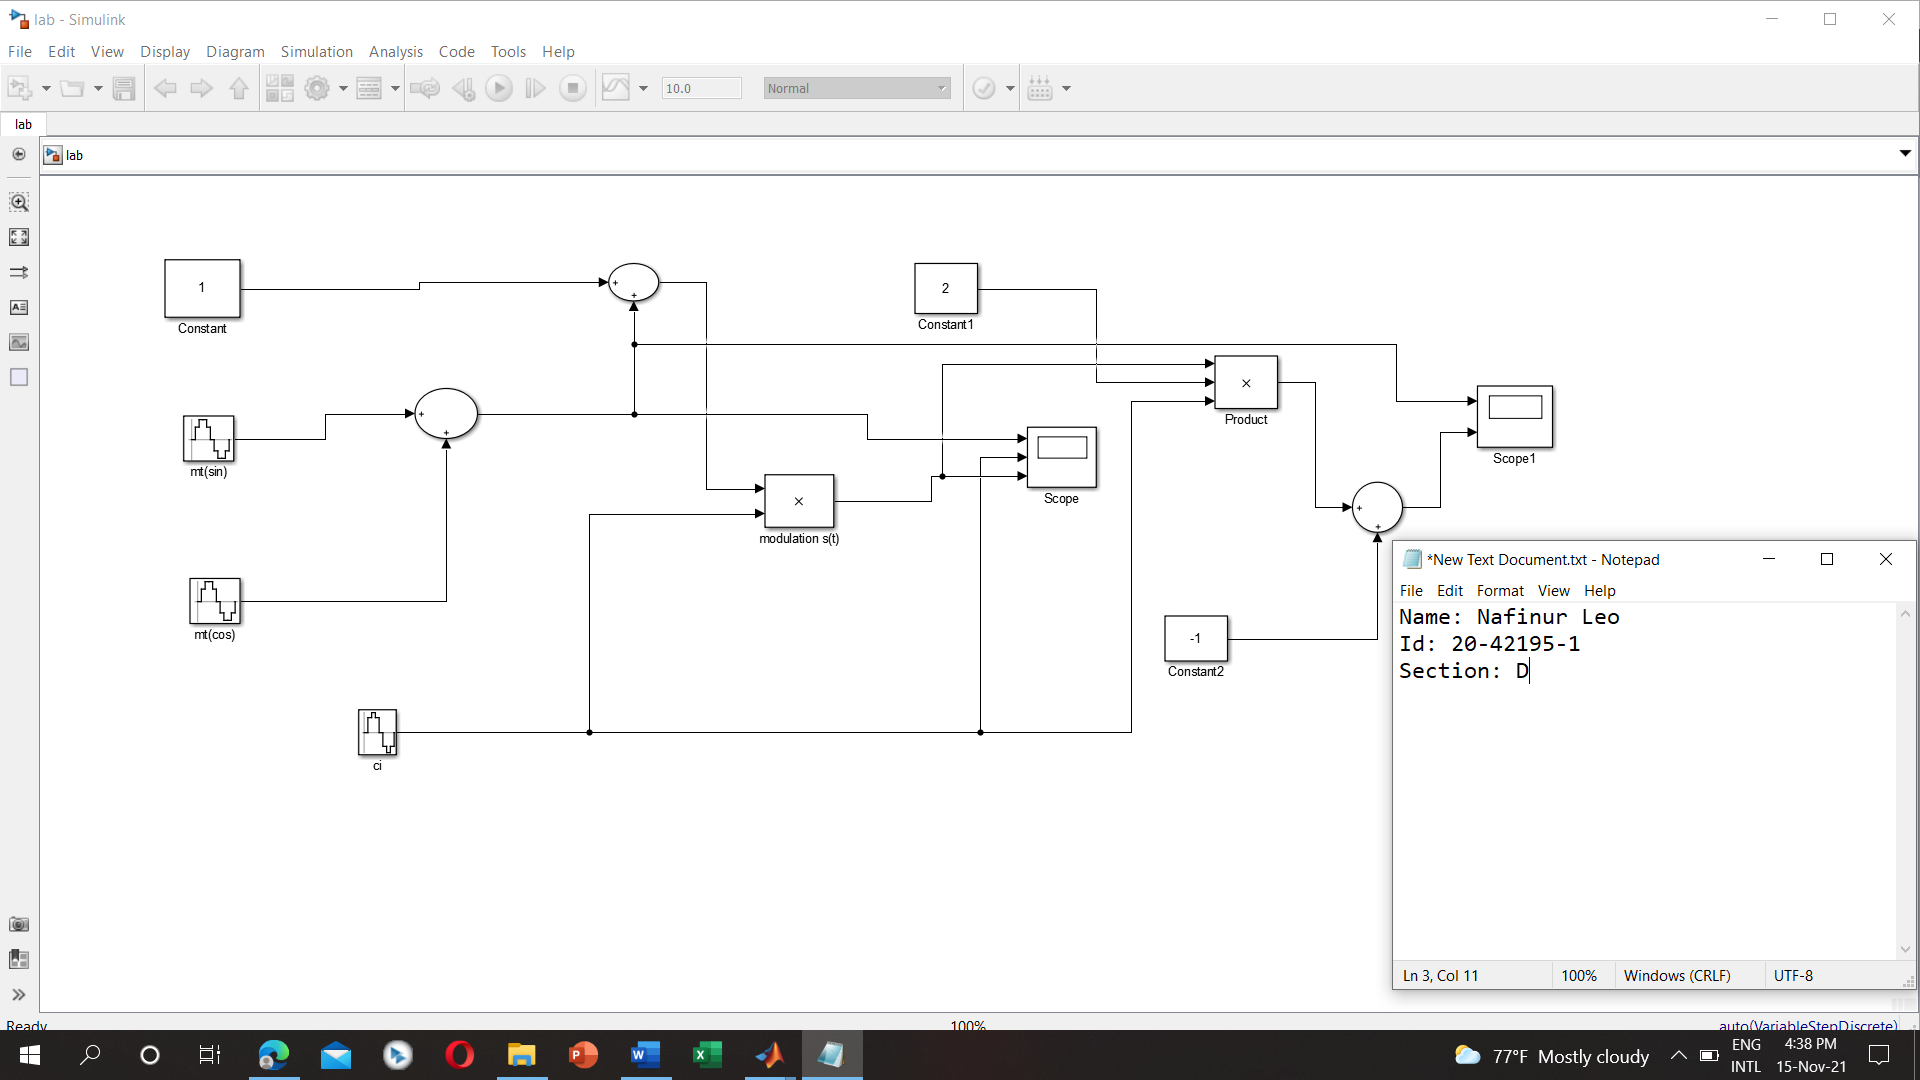 lab - Simulink
File Edit View Display Diagram Simulation Analysis Code Tools Help
10.0
Normal
lab
lab
1
Constant
2
Constant1
Product
Scope1
mt(sin)
Scope
modulation s(t)
mt(cos)
-1
Constant2
ci
*New Text Document.txt - Notepad
File Edit Format View Help
Name: Nafinur Leo
Id: 20-42195-1
Section: D
Ln 3, Col 11 100% Windows (CRLF) UTF-8
Ready 100% auto(VariableStepDiscrete)
77°F Mostly cloudy
ENG
INTL
4:38 PM
15-Nov-21